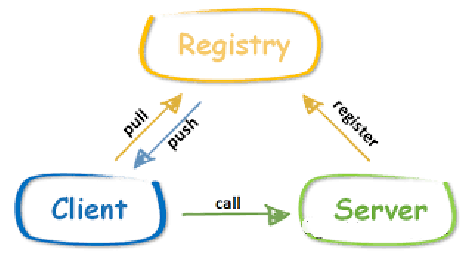 Registry
pull
push
register
Client
call
Server